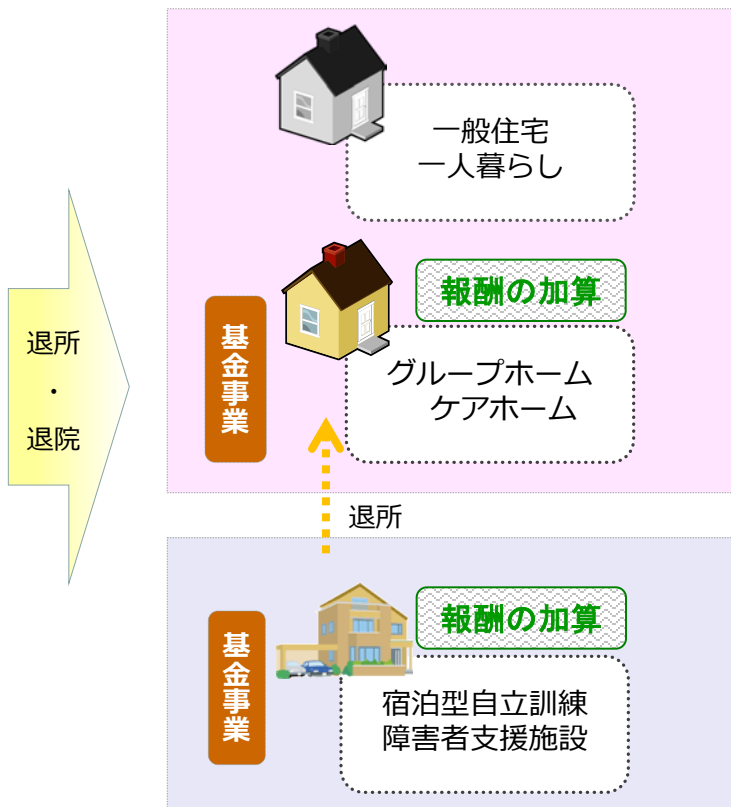 退所
・
退院
一般住宅
一人暮らし
報酬の加算
基金事業
グループホーム
ケアホーム
退所
報酬の加算
基金事業
宿泊型自立訓練
障害者支援施設